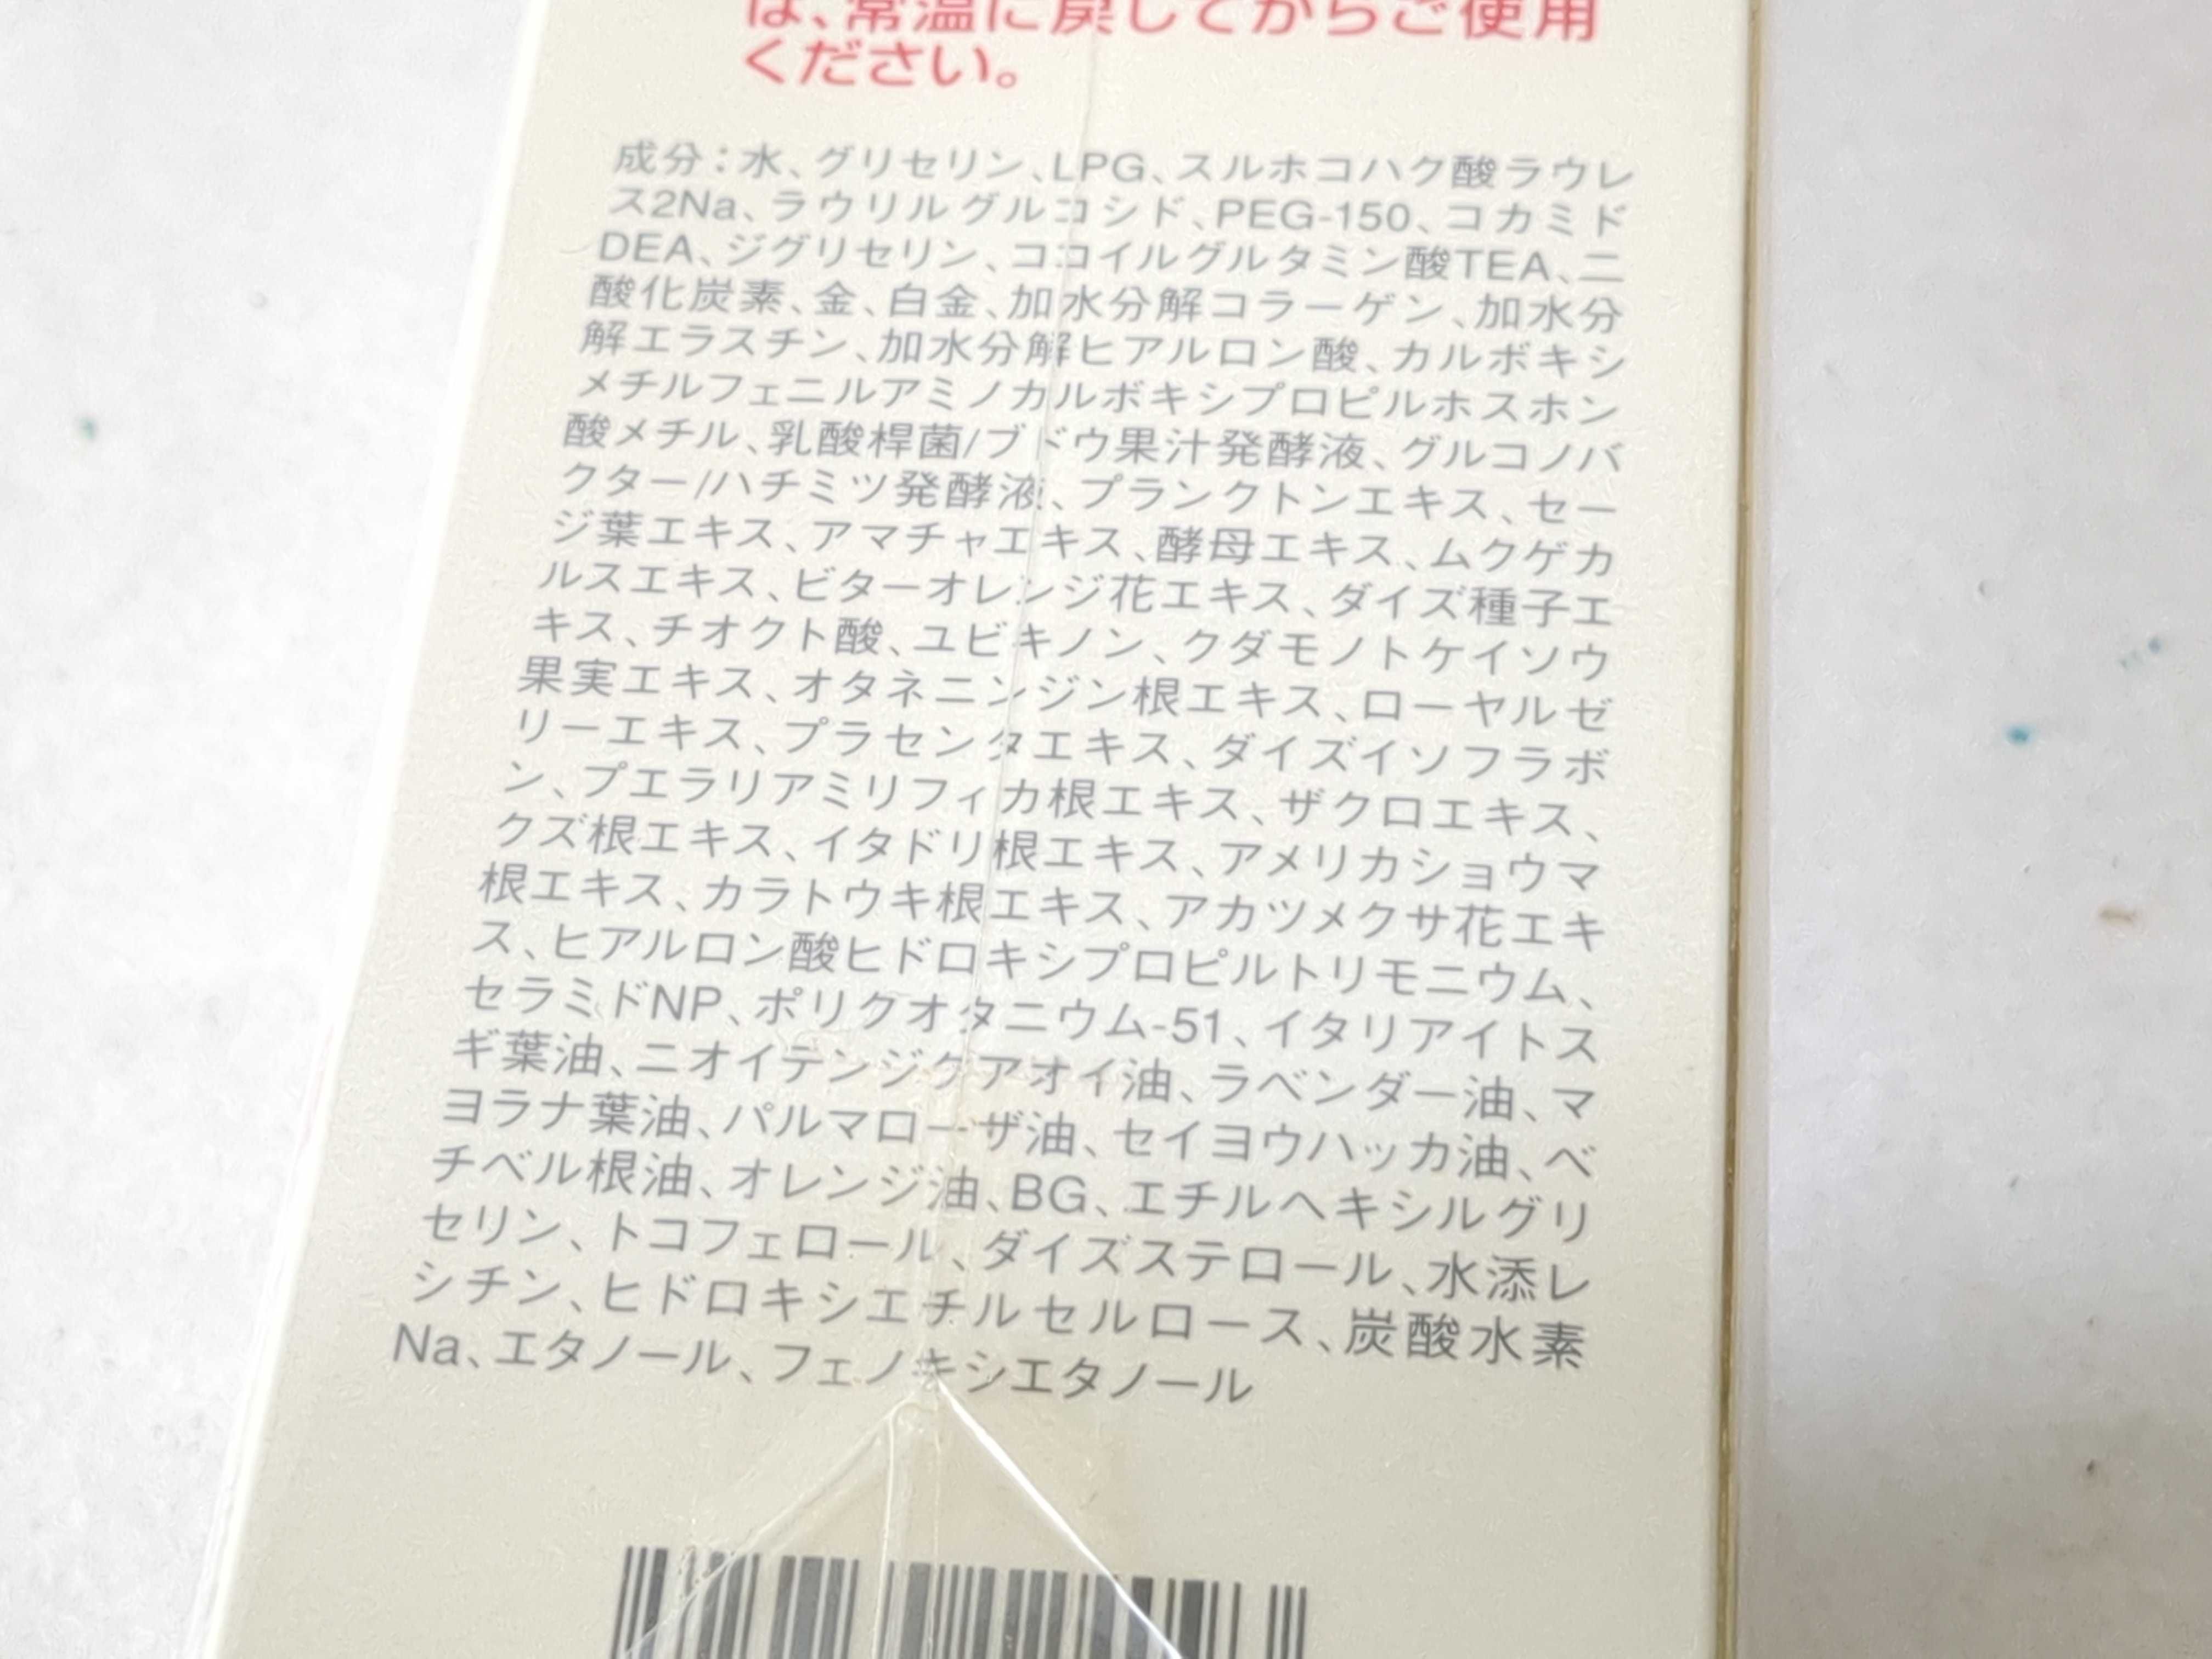 は、常温に戻してからご使用
ください。
成分：水、グリセリン、LPG、スルホコハク酸ラウレ
ス2Na、ラウリルグルコシド、PEG-150、コカミド
DEA、ジグリセリン、ココイルグルタミン酸TEA、二
酸化炭素、金、白金、加水分解コラーゲン、加水分
解エラスチン、加水分解ヒアルロン酸、カルボキシ
メチルフェニルアミノカルボキシプロピルホスホン
酸メチル、乳酸桿菌/ブドウ果汁発酵液、グルコノバ
クター/ハチミツ発酵液、プランクトンエキス、セー
ジ葉エキス、アマチャエキス、酵母エキス、ムクゲカ
ルスエキス、ビターオレンジ花エキス、ダイズ種子エ
キス、チオクト酸、ユビキノン、クダモノトケイソウ
果実エキス、オタネニンジン根エキス、ローヤルゼ
リーエキス、プラセンタエキス、ダイズイソフラボ
ン、プエラリアミリフィカ根エキス、ザクロエキス、
クズ根エキス、イタドリ根エキス、アメリカショウマ
根エキス、カラトウキ根エキス、アカツメクサ花エキ
ス、ヒアルロン酸ヒドロキシプロピルトリモニウム、
セラミドNP、ポリクオタニウム-51、イタリアイトス
ギ葉油、ニオイテンジクアオイ油、ラベンダー油、マ
ヨラナ葉油、パルマローザ油、セイヨウハッカ油、ベ
チベル根油、オレンジ油、BG、エチルヘキシルグリ
セリン、トコフェロール、ダイズステロール、水添レ
シチン、ヒドロキシエチルセルロース、炭酸水素
Na、エタノール、フェノキシエタノール